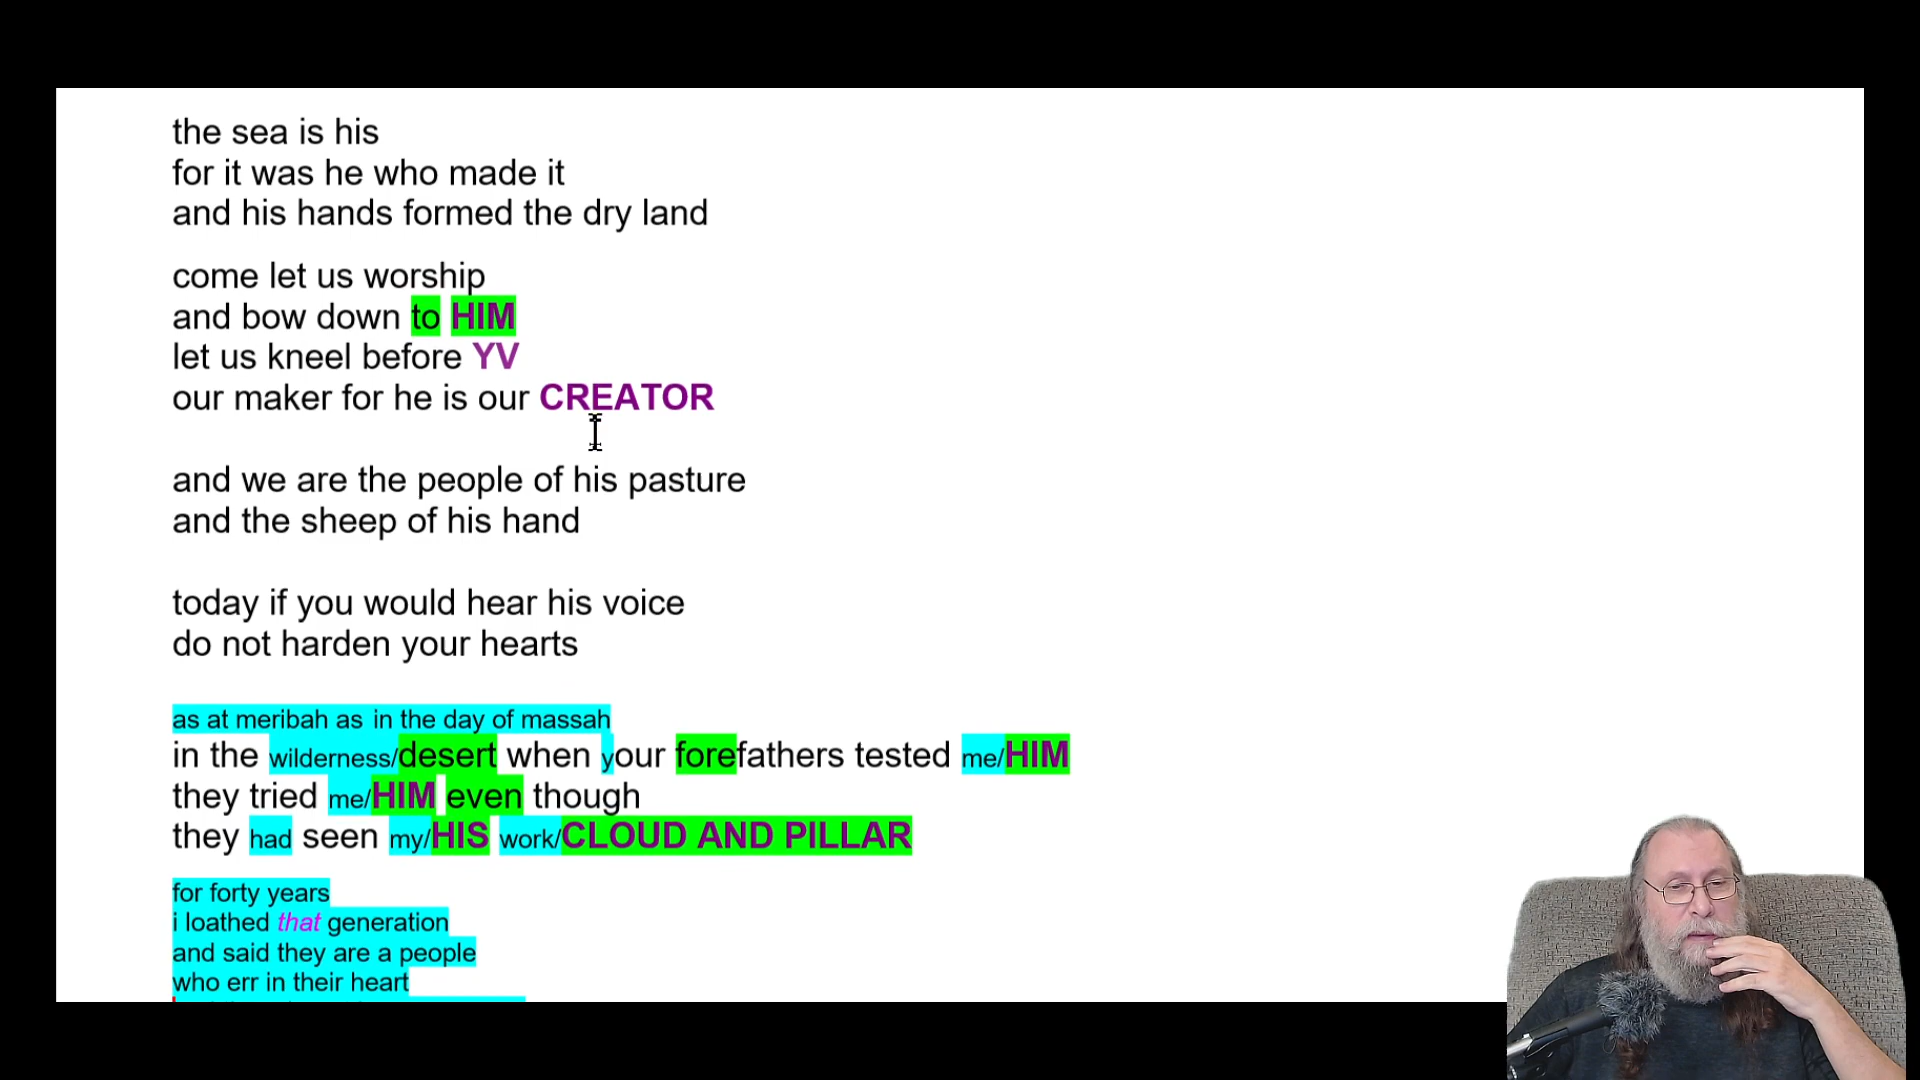 the sea is his
for it was he who made it
and his hands formed the dry land
come let us worship
and bow down to HIM
let us kneel before YV
our maker for he is our CREATOR
and we are the people of his pasture
and the sheep of his hand
today if you would hear his voice
do not harden your hearts
as at meribah as in the day of massah
in the wilderness/desert when your forefathers tested me/HIM
they tried me/HIM even though
they had seen my/HIS work/CLOUD AND PILLAR
for forty years
i loathed that generation
and said they are a people
who err in their heart